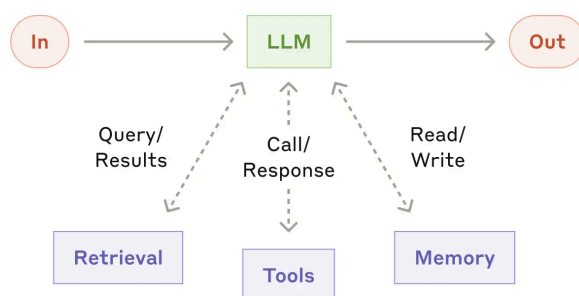 In
LLM
Out
Query/
Results
Call/
Response
Read/
Write
Retrieval
Tools
Memory